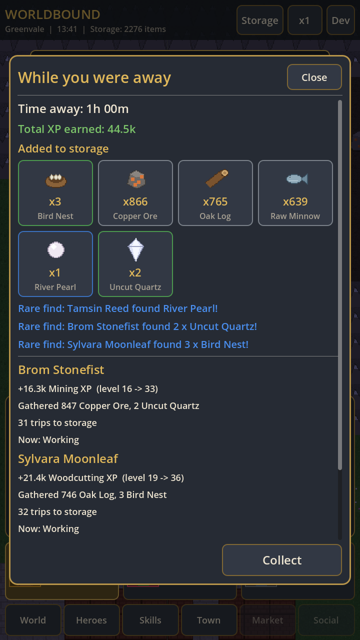 WORLDBOUND
Greenvale | 13:41 | Storage: 2276 items
Storage
x1
Dev
While you were away
Close
Time away: 1h 00m
Total XP earned: 44.5k
Added to storage
x3
Bird Nest
x866
Copper Ore
x765
Oak Log
x639
Raw Minnow
x1
River Pearl
x2
Uncut Quartz
Rare find: Tamsin Reed found River Pearl!
Rare find: Brom Stonefist found 2 x Uncut Quartz!
Rare find: Sylvara Moonleaf found 3 x Bird Nest!
Brom Stonefist
+16.3k Mining XP (level 16 -> 33)
Gathered 847 Copper Ore, 2 Uncut Quartz
31 trips to storage
Now: Working
Sylvara Moonleaf
+21.4k Woodcutting XP (level 19 -> 36)
Gathered 746 Oak Log, 3 Bird Nest
32 trips to storage
Now: Working
Collect
World
Heroes
Skills
Town
Market
Social